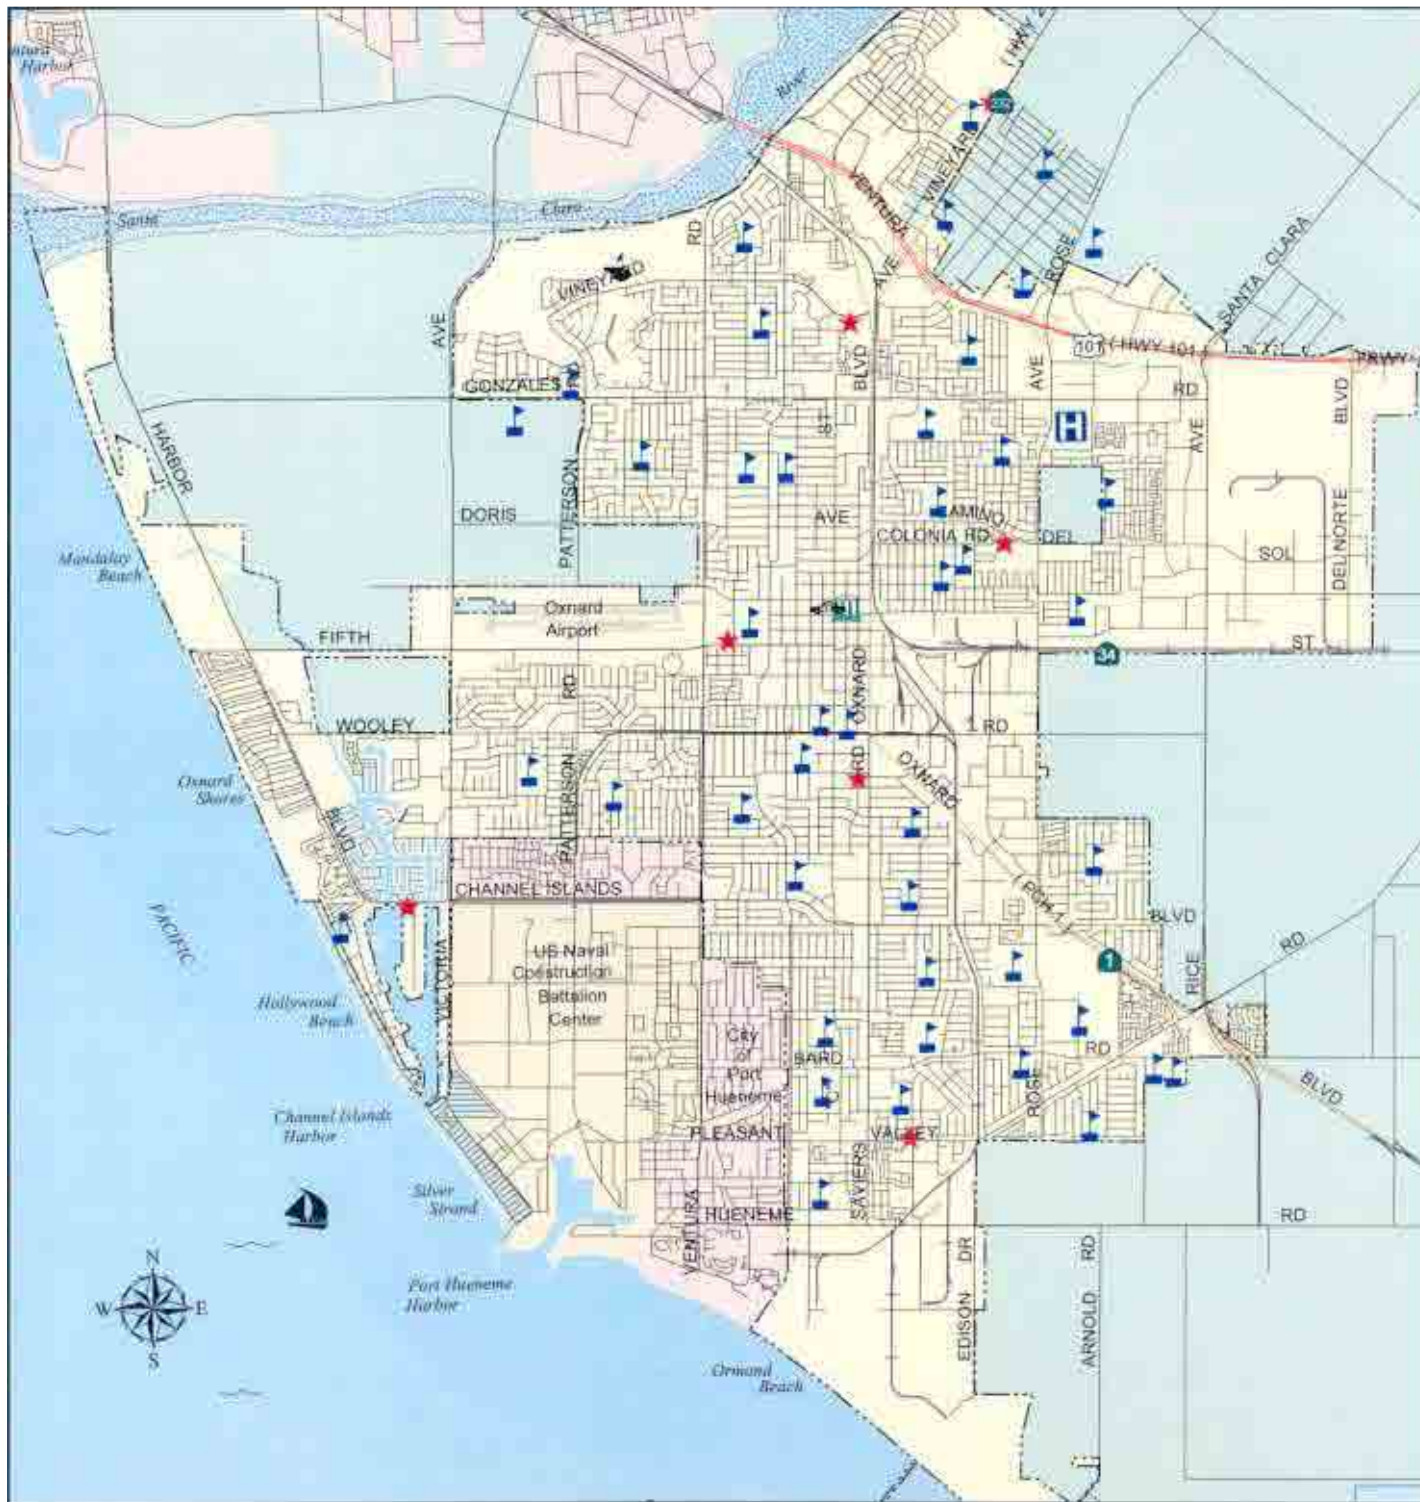 Harbor
( HWY 2
River
Santa
Clara
VENTURA
VINEYARD
RD
AVE
ROSE
SANTA CLARA
VINEYARD
AVE
BLVD
101
( HWY 101 )
FRWY
GONZALES
RD
AVE
RD
BLVD
HARBOR
ST
AVE
DORIS
PATTERSON
AVE
CAMINO
COLONIA RD
DEL
SOL
DEL NORTE
Mandalay
Beach
Oxnard
Airport
FIFTH
ST
34
WOOLEY
RD
OXNARD
RD
Oxnard
Shores
BLVD
PATTERSON
RD
OXNARD
CHANNEL ISLANDS
( PCH 1 )
BLVD
PACIFIC
VICTORIA
US Naval
Construction
Battalion
Center
1
RICE
RD
Hollywood
Beach
City
of
Port
Hueneme
BARD
RD
ROSE
BLVD
Channel Islands
Harbor
PLEASANT
VALLEY
Silver
Strand
VENTURA
HUENEME
SAVIERS
RD
N
W
E
S
Port Hueneme
Harbor
EDISON DR
ARNOLD RD
Ormond
Beach